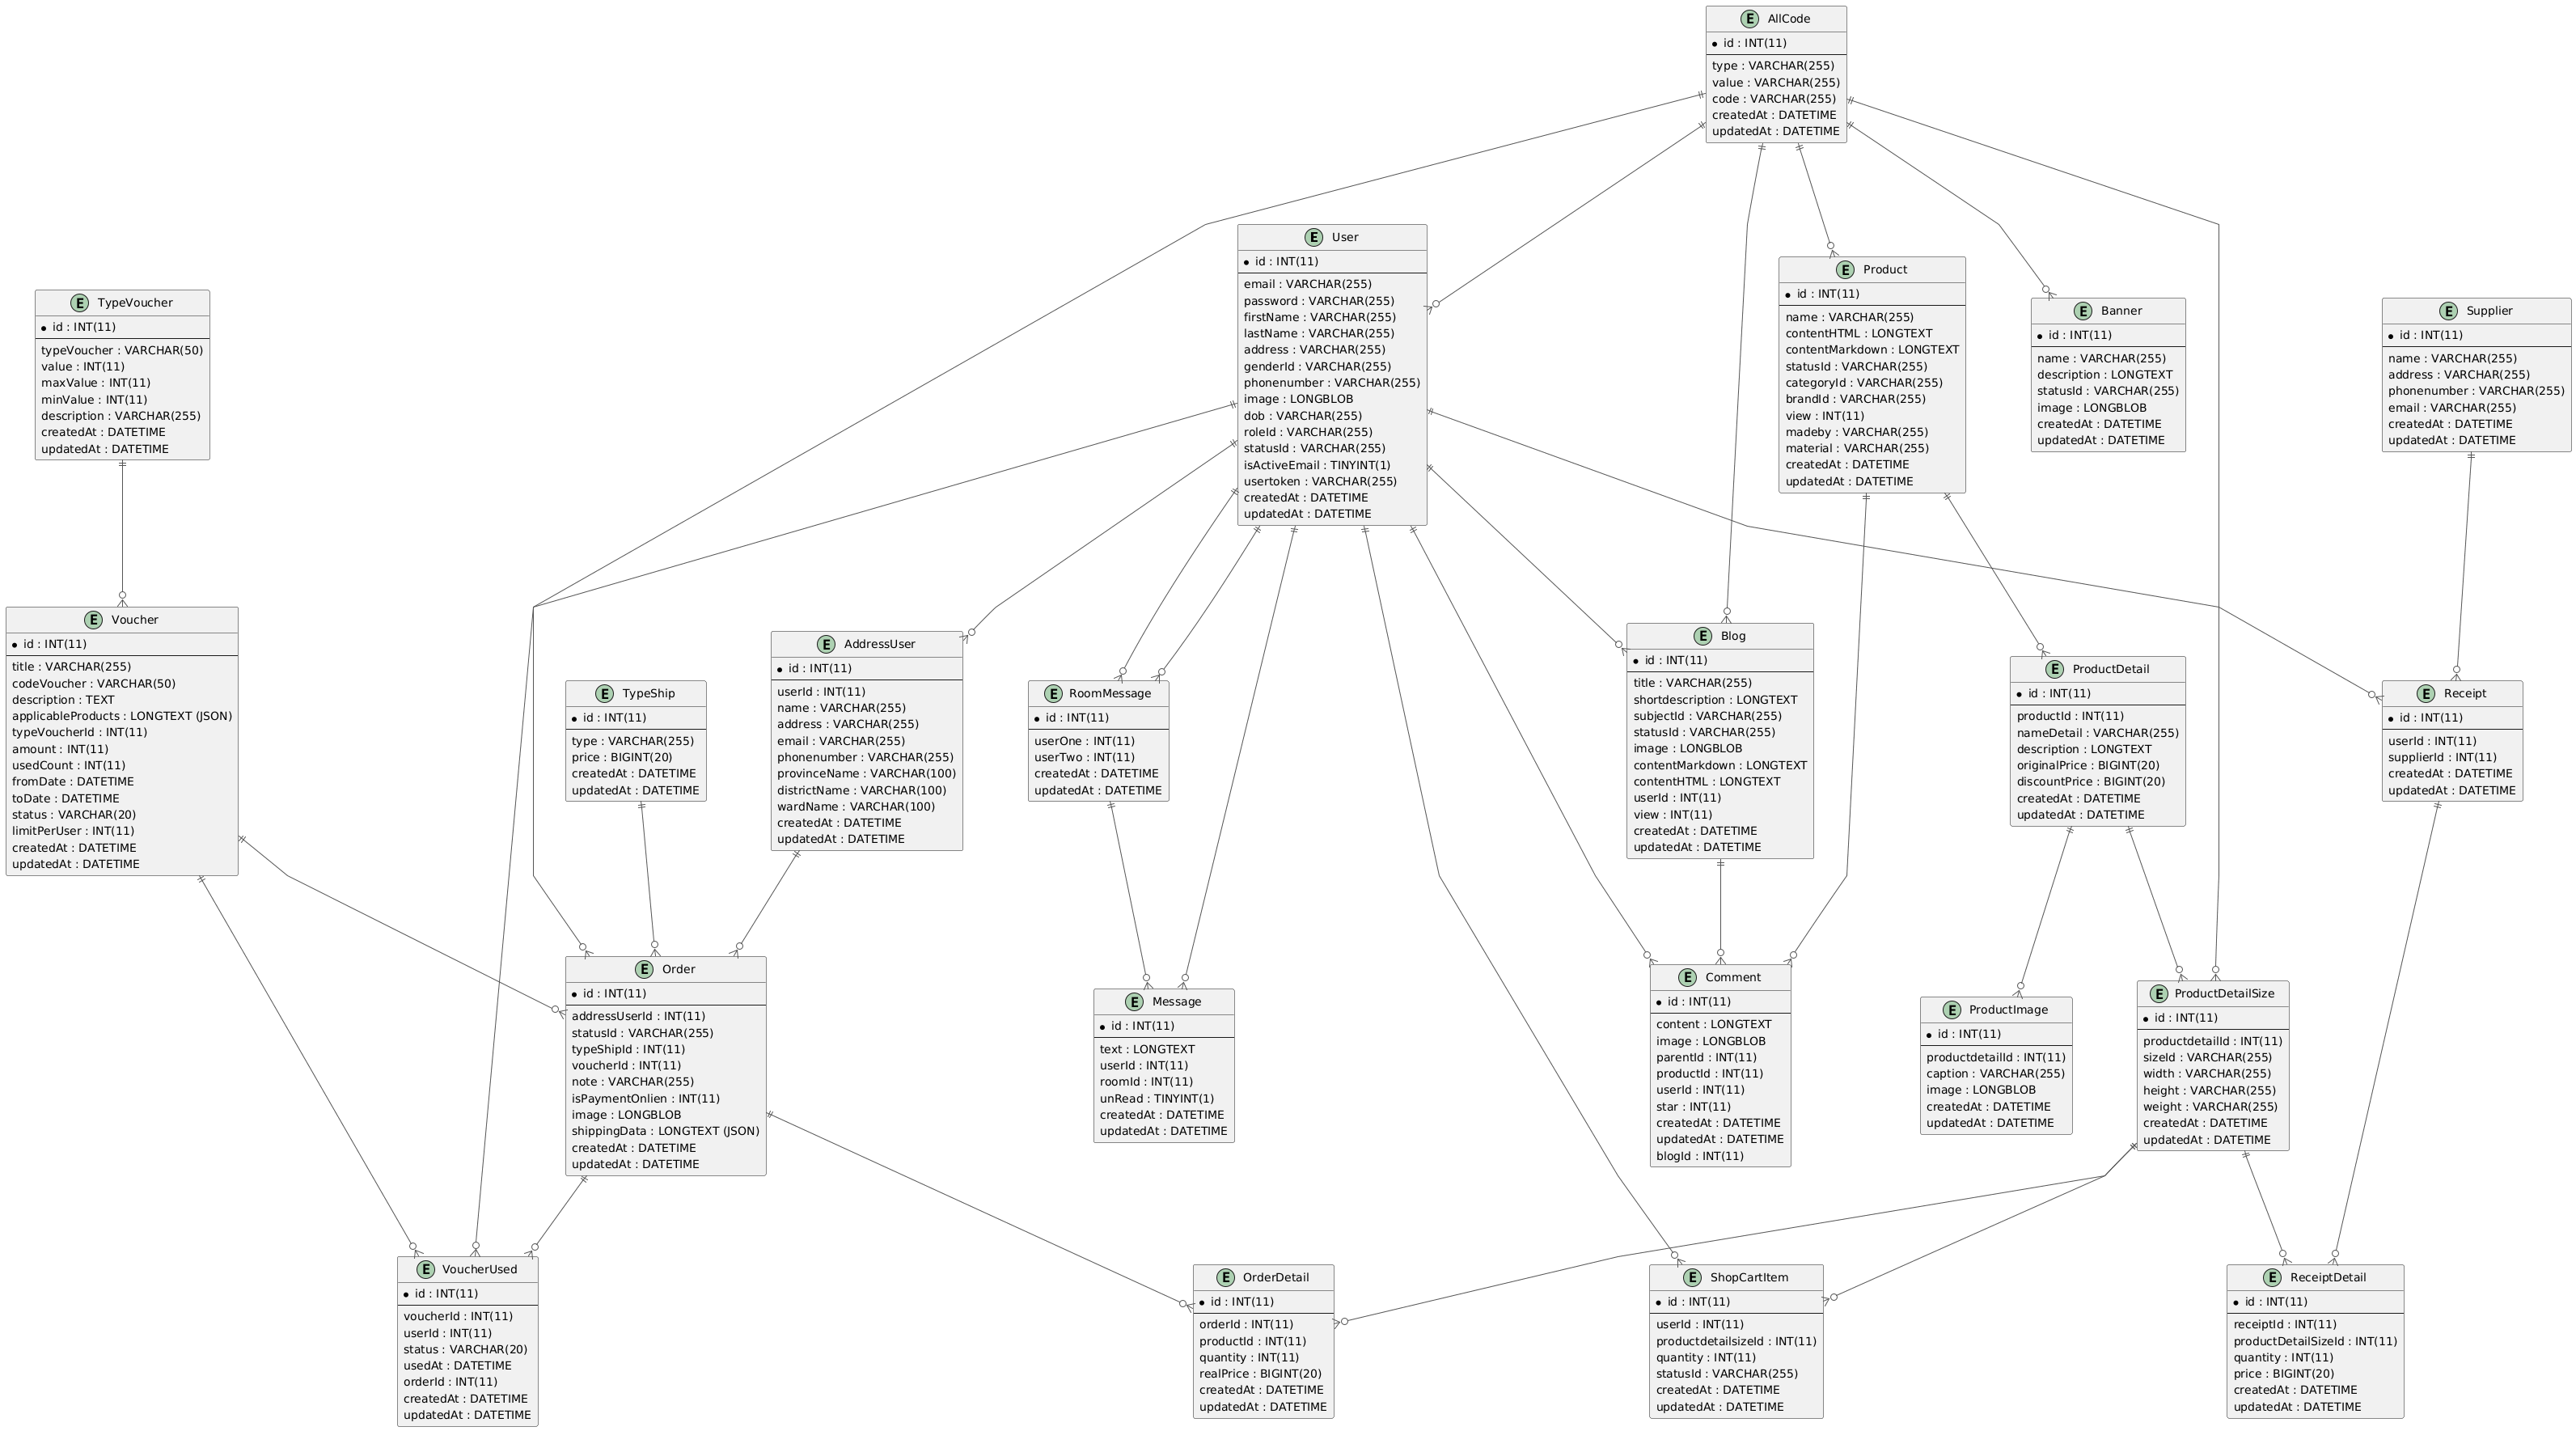 E AllCode
id : INT(11)
type : VARCHAR(255)
value : VARCHAR(255)
code : VARCHAR(255)
createdAt : DATETIME
updatedAt : DATETIME
E User
id : INT(11)
email : VARCHAR(255)
password : VARCHAR(255)
firstName : VARCHAR(255)
lastName : VARCHAR(255)
address : VARCHAR(255)
genderId : VARCHAR(255)
phonenumber : VARCHAR(255)
image : LONGBLOB
dob : VARCHAR(255)
roleId : VARCHAR(255)
statusId : VARCHAR(255)
isActiveEmail : TINYINT(1)
usertoken : VARCHAR(255)
createdAt : DATETIME
updatedAt : DATETIME
E Product
id : INT(11)
name : VARCHAR(255)
contentHTML : LONGTEXT
contentMarkdown : LONGTEXT
statusId : VARCHAR(255)
categoryId : VARCHAR(255)
brandId : VARCHAR(255)
view : INT(11)
madeby : VARCHAR(255)
material : VARCHAR(255)
createdAt : DATETIME
updatedAt : DATETIME
E TypeVoucher
id : INT(11)
typeVoucher : VARCHAR(50)
value : INT(11)
maxValue : INT(11)
minValue : INT(11)
description : VARCHAR(255)
createdAt : DATETIME
updatedAt : DATETIME
E Banner
id : INT(11)
name : VARCHAR(255)
description : LONGTEXT
statusId : VARCHAR(255)
image : LONGBLOB
createdAt : DATETIME
updatedAt : DATETIME
E Supplier
id : INT(11)
name : VARCHAR(255)
address : VARCHAR(255)
phonenumber : VARCHAR(255)
email : VARCHAR(255)
createdAt : DATETIME
updatedAt : DATETIME
E Voucher
id : INT(11)
title : VARCHAR(255)
codeVoucher : VARCHAR(50)
description : TEXT
applicableProducts : LONGTEXT (JSON)
typeVoucherId : INT(11)
amount : INT(11)
usedCount : INT(11)
fromDate : DATETIME
toDate : DATETIME
status : VARCHAR(20)
limitPerUser : INT(11)
createdAt : DATETIME
updatedAt : DATETIME
E TypeShip
id : INT(11)
type : VARCHAR(255)
price : BIGINT(20)
createdAt : DATETIME
updatedAt : DATETIME
E AddressUser
id : INT(11)
userId : INT(11)
name : VARCHAR(255)
address : VARCHAR(255)
email : VARCHAR(255)
phonenumber : VARCHAR(255)
provinceName : VARCHAR(100)
districtName : VARCHAR(100)
wardName : VARCHAR(100)
createdAt : DATETIME
updatedAt : DATETIME
E RoomMessage
id : INT(11)
userOne : INT(11)
userTwo : INT(11)
createdAt : DATETIME
updatedAt : DATETIME
E Blog
id : INT(11)
title : VARCHAR(255)
shortdescription : LONGTEXT
subjectId : VARCHAR(255)
statusId : VARCHAR(255)
image : LONGBLOB
contentMarkdown : LONGTEXT
contentHTML : LONGTEXT
userId : INT(11)
view : INT(11)
createdAt : DATETIME
updatedAt : DATETIME
E ProductDetail
id : INT(11)
productId : INT(11)
nameDetail : VARCHAR(255)
description : LONGTEXT
originalPrice : BIGINT(20)
discountPrice : BIGINT(20)
createdAt : DATETIME
updatedAt : DATETIME
E Receipt
id : INT(11)
userId : INT(11)
supplierId : INT(11)
createdAt : DATETIME
updatedAt : DATETIME
E Order
id : INT(11)
addressUserId : INT(11)
statusId : VARCHAR(255)
typeShipId : INT(11)
voucherId : INT(11)
note : VARCHAR(255)
isPaymentOnlien : INT(11)
image : LONGBLOB
shippingData : LONGTEXT (JSON)
createdAt : DATETIME
updatedAt : DATETIME
E Message
id : INT(11)
text : LONGTEXT
userId : INT(11)
roomId : INT(11)
unRead : TINYINT(1)
createdAt : DATETIME
updatedAt : DATETIME
E Comment
id : INT(11)
content : LONGTEXT
image : LONGBLOB
parentId : INT(11)
productId : INT(11)
userId : INT(11)
star : INT(11)
createdAt : DATETIME
updatedAt : DATETIME
blogId : INT(11)
E ProductImage
id : INT(11)
productdetailId : INT(11)
caption : VARCHAR(255)
image : LONGBLOB
createdAt : DATETIME
updatedAt : DATETIME
E ProductDetailSize
id : INT(11)
productdetailId : INT(11)
sizeId : VARCHAR(255)
width : VARCHAR(255)
height : VARCHAR(255)
weight : VARCHAR(255)
createdAt : DATETIME
updatedAt : DATETIME
E VoucherUsed
id : INT(11)
voucherId : INT(11)
userId : INT(11)
status : VARCHAR(20)
usedAt : DATETIME
orderId : INT(11)
createdAt : DATETIME
updatedAt : DATETIME
E OrderDetail
id : INT(11)
orderId : INT(11)
productId : INT(11)
quantity : INT(11)
realPrice : BIGINT(20)
createdAt : DATETIME
updatedAt : DATETIME
E ShopCartItem
id : INT(11)
userId : INT(11)
productdetailsizeId : INT(11)
quantity : INT(11)
statusId : VARCHAR(255)
createdAt : DATETIME
updatedAt : DATETIME
E ReceiptDetail
id : INT(11)
receiptId : INT(11)
productDetailSizeId : INT(11)
quantity : INT(11)
price : BIGINT(20)
createdAt : DATETIME
updatedAt : DATETIME